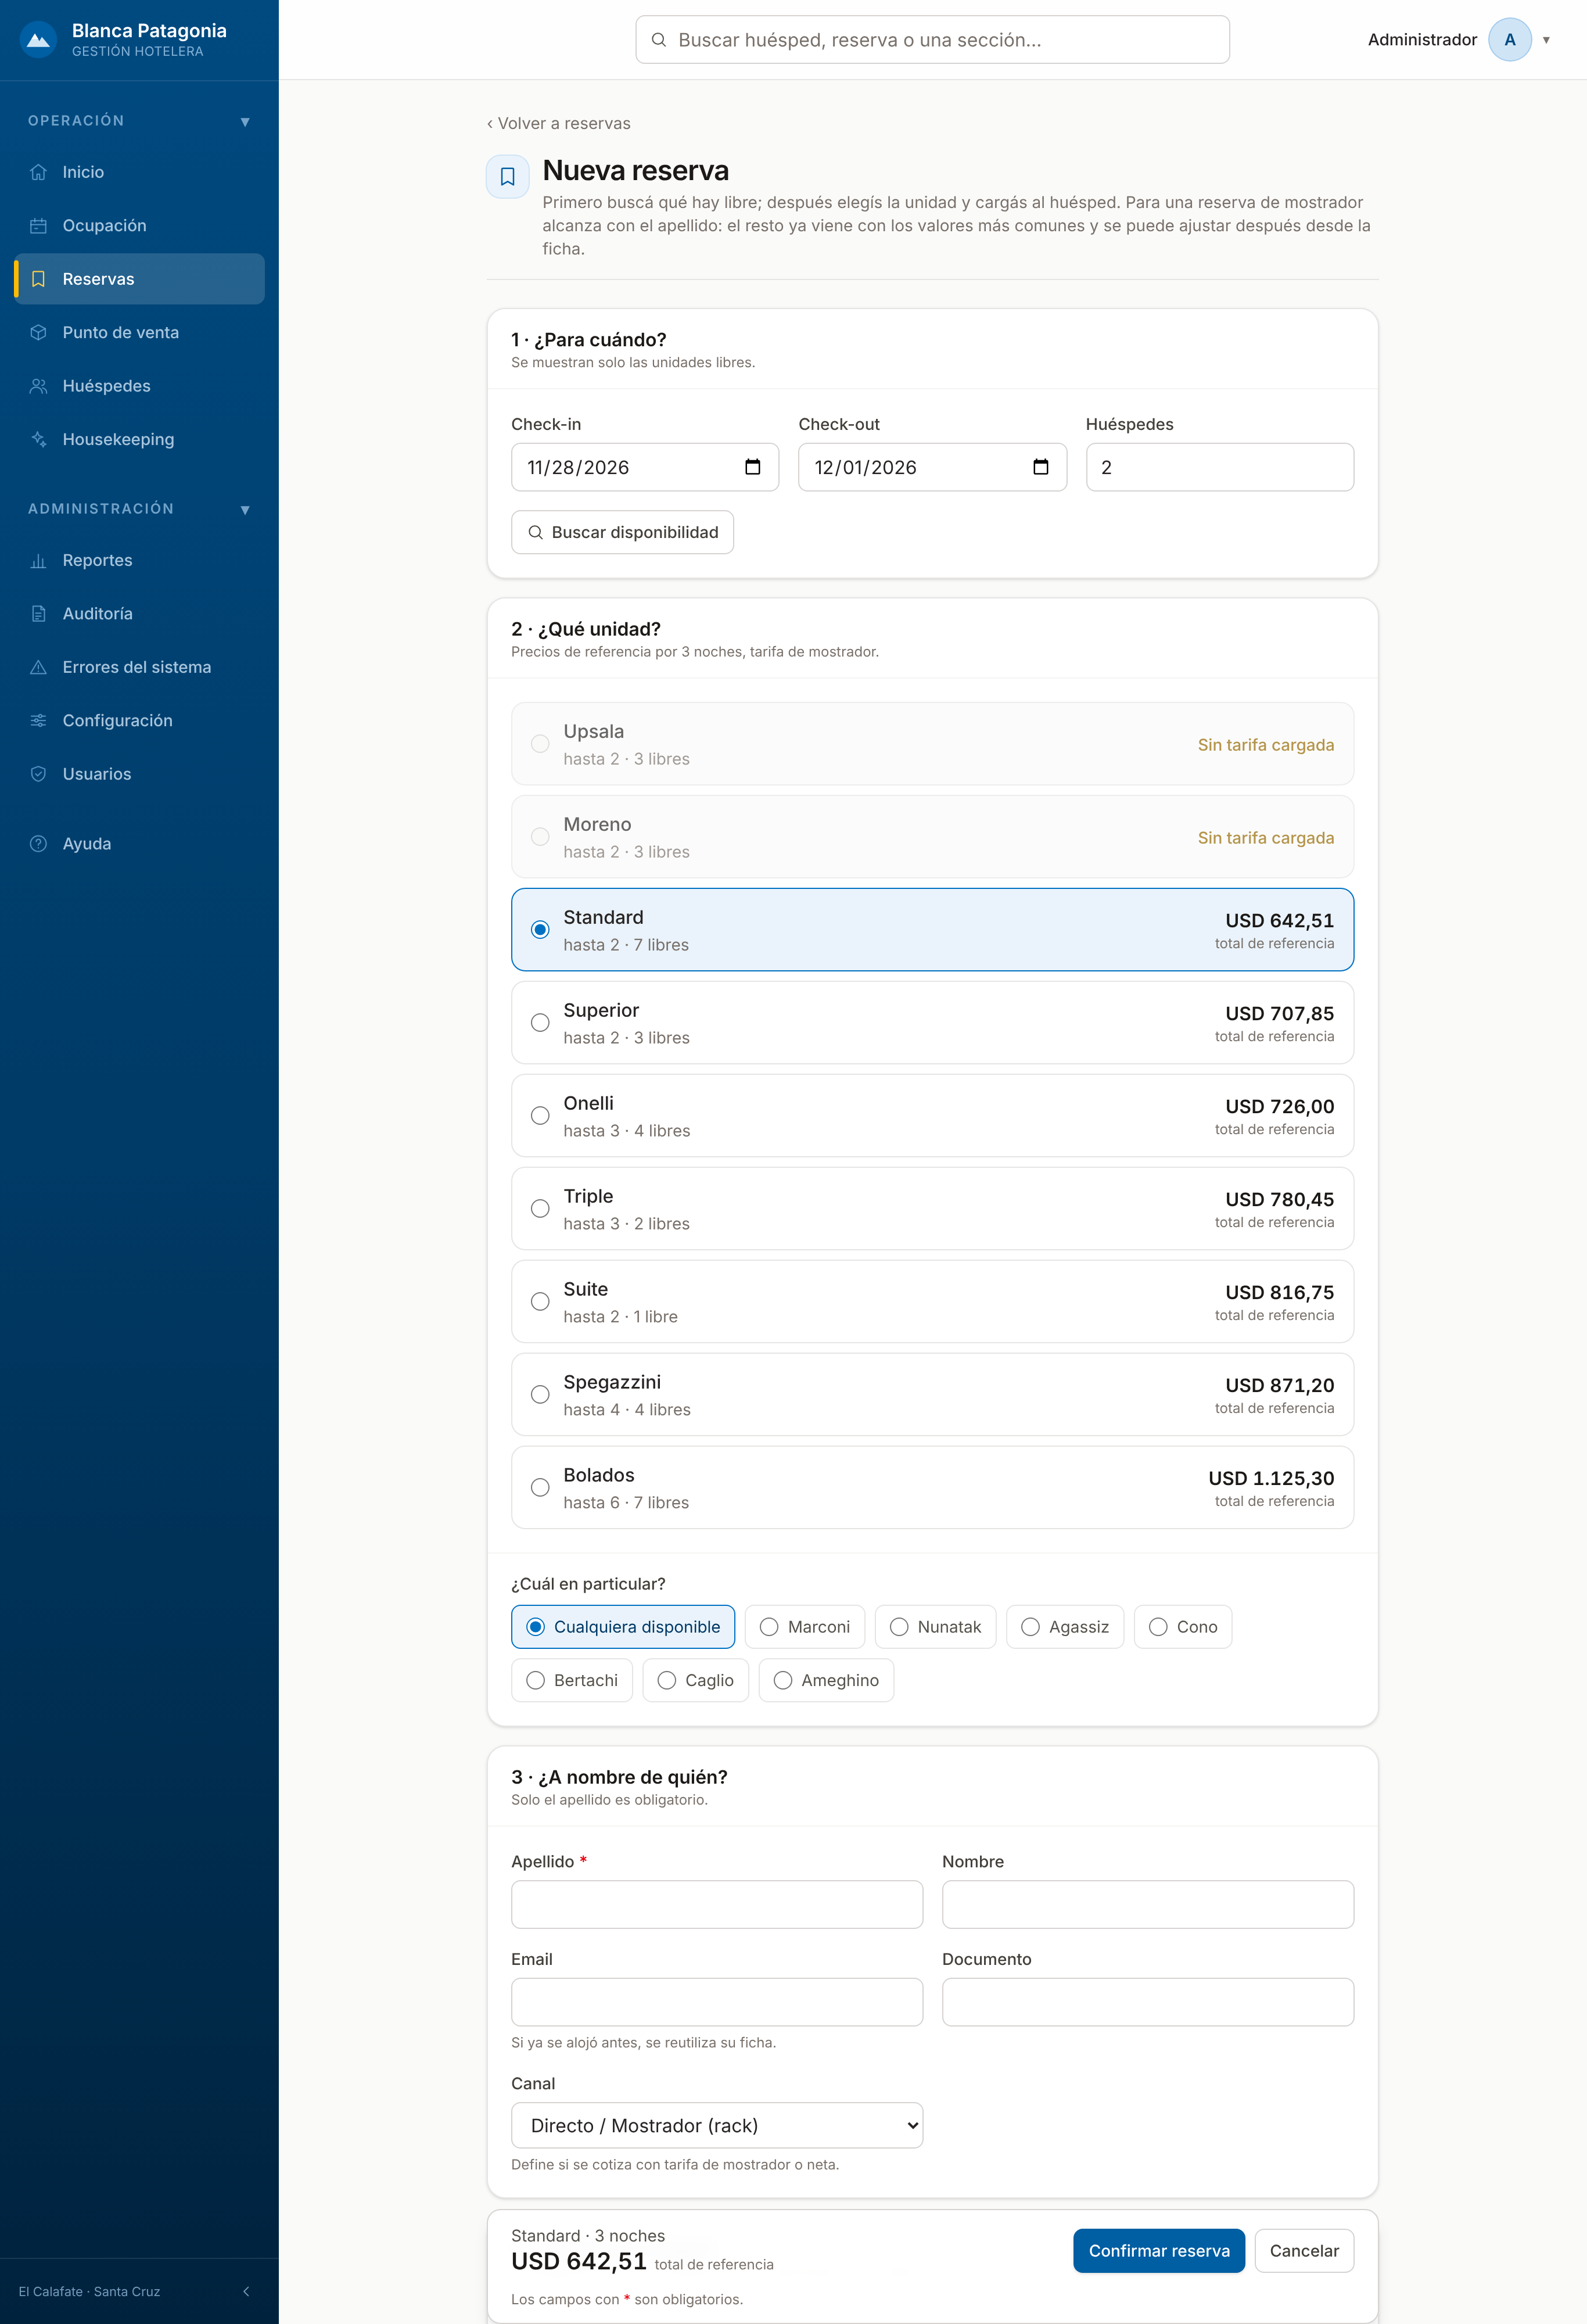 Blanca Patagonia
GESTIÓN HOTELERA
OPERACIÓN
Inicio
Ocupación
Reservas
Punto de venta
Huéspedes
Housekeeping
ADMINISTRACIÓN
Reportes
Auditoría
Errores del sistema
Configuración
Usuarios
Ayuda
El Calafate · Santa Cruz
Buscar huésped, reserva o una sección...
Administrador A
‹ Volver a reservas
Nueva reserva
Primero buscá qué hay libre; después elegís la unidad y cargás al huésped. Para una reserva de mostrador
alcanza con el apellido: el resto ya viene con los valores más comunes y se puede ajustar después desde la
ficha.
1 · ¿Para cuándo?
Se muestran solo las unidades libres.
Check-in Check-out Huéspedes
11/28/2026 12/01/2026 2
Buscar disponibilidad
2 · ¿Qué unidad?
Precios de referencia por 3 noches, tarifa de mostrador.
Upsala
hasta 2 · 3 libres
Sin tarifa cargada
Moreno
hasta 2 · 3 libres
Sin tarifa cargada
Standard
hasta 2 · 7 libres
USD 642,51
total de referencia
Superior
hasta 2 · 3 libres
USD 707,85
total de referencia
Onelli
hasta 3 · 4 libres
USD 726,00
total de referencia
Triple
hasta 3 · 2 libres
USD 780,45
total de referencia
Suite
hasta 2 · 1 libre
USD 816,75
total de referencia
Spegazzini
hasta 4 · 4 libres
USD 871,20
total de referencia
Bolados
hasta 6 · 7 libres
USD 1.125,30
total de referencia
¿Cuál en particular?
Cualquiera disponible Marconi Nunatak Agassiz Cono
Bertachi Caglio Ameghino
3 · ¿A nombre de quién?
Solo el apellido es obligatorio.
Apellido * Nombre
Email Documento
Si ya se alojó antes, se reutiliza su ficha.
Canal
Directo / Mostrador (rack)
Define si se cotiza con tarifa de mostrador o neta.
Standard · 3 noches
USD 642,51 total de referencia
Confirmar reserva Cancelar
Los campos con * son obligatorios.